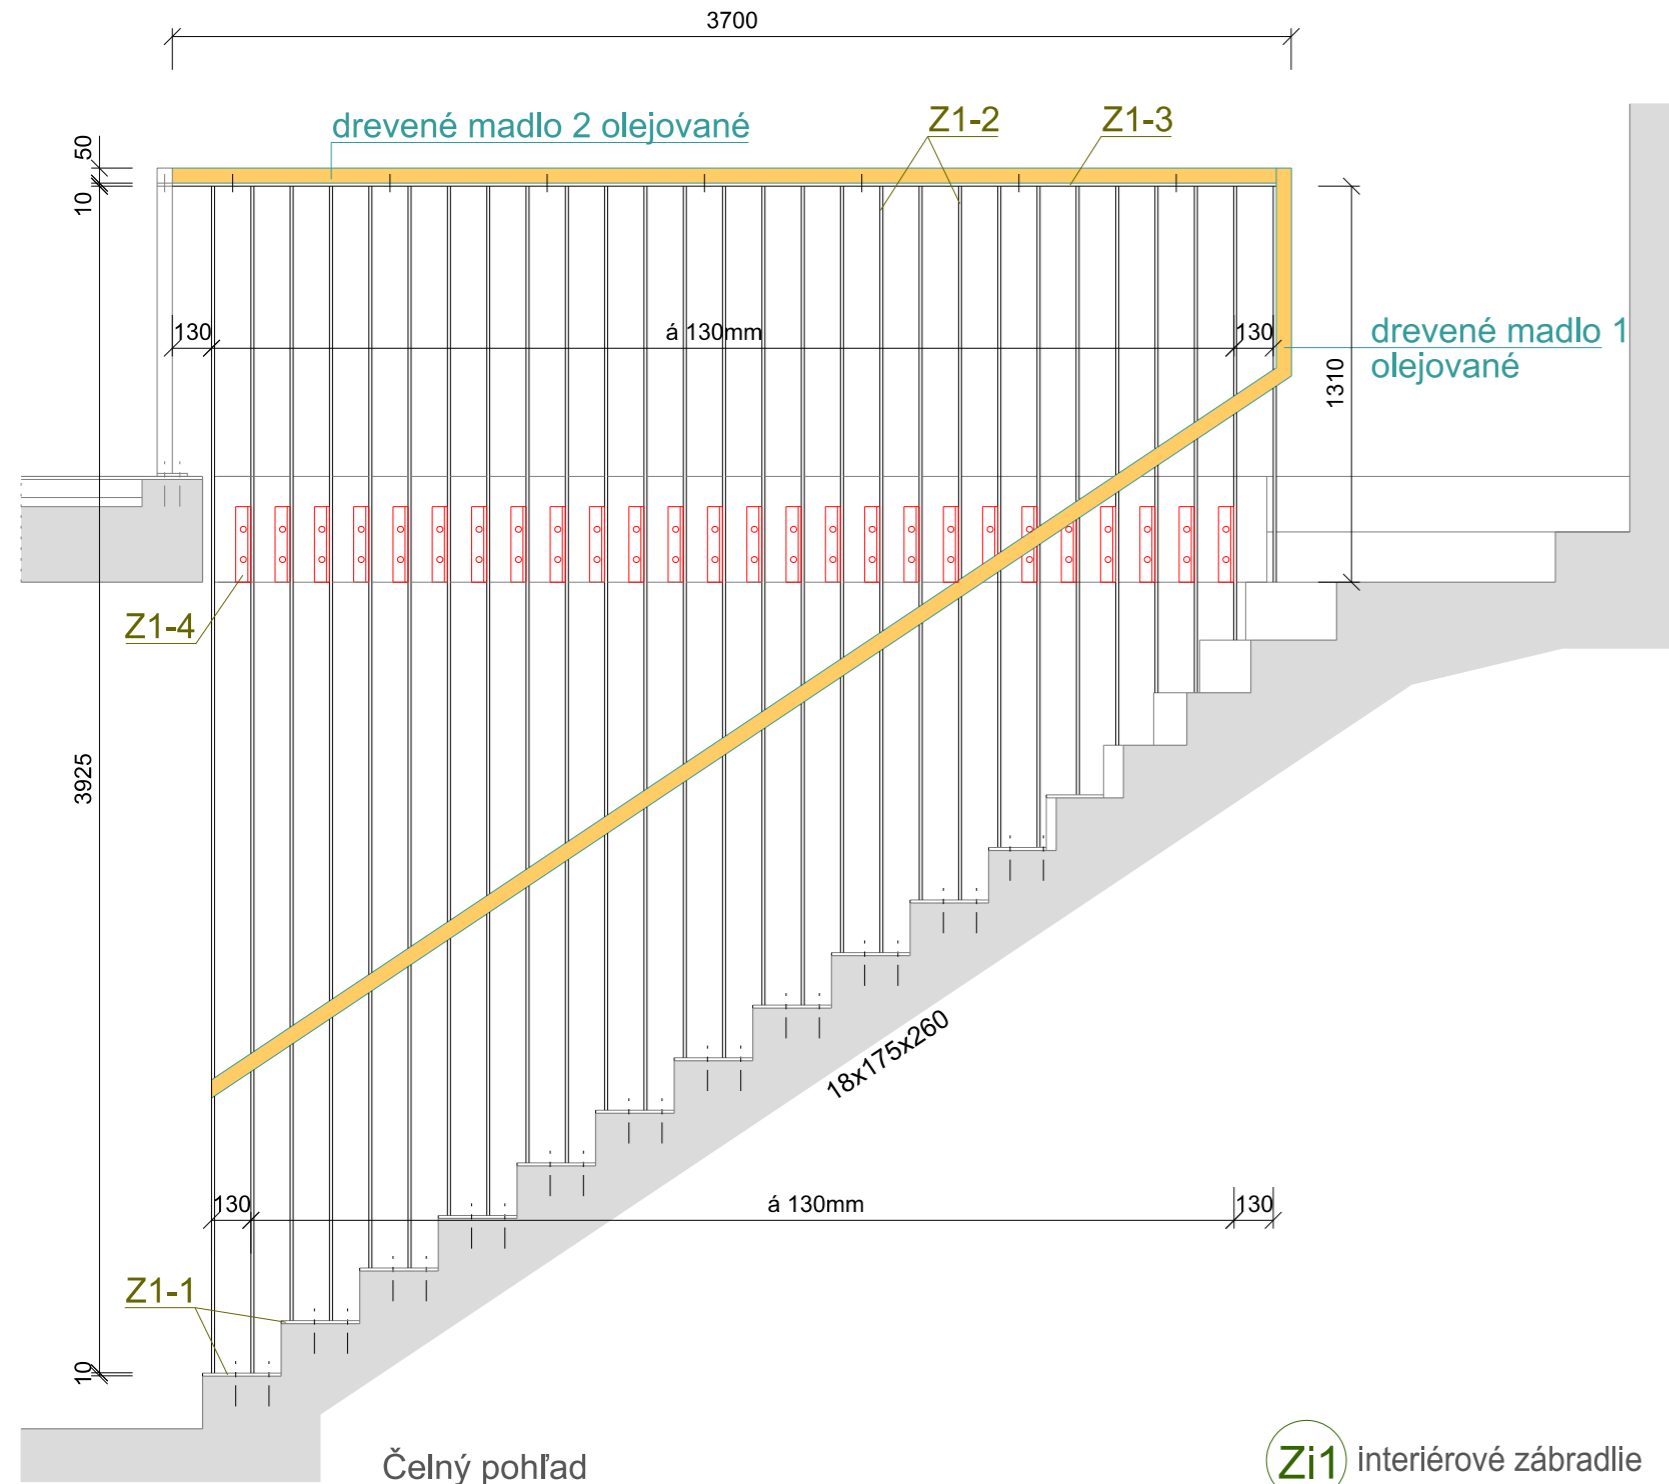 3700
50
10
drevené madlo 2 olejované
Z1-2
Z1-3
130
á 130mm
130
drevené madlo 1
olejované
1310
Z1-4
3925
18x175x260
130
á 130mm
130
Z1-1
10
Čelný pohľad
Zi1 interiérové zábradlie